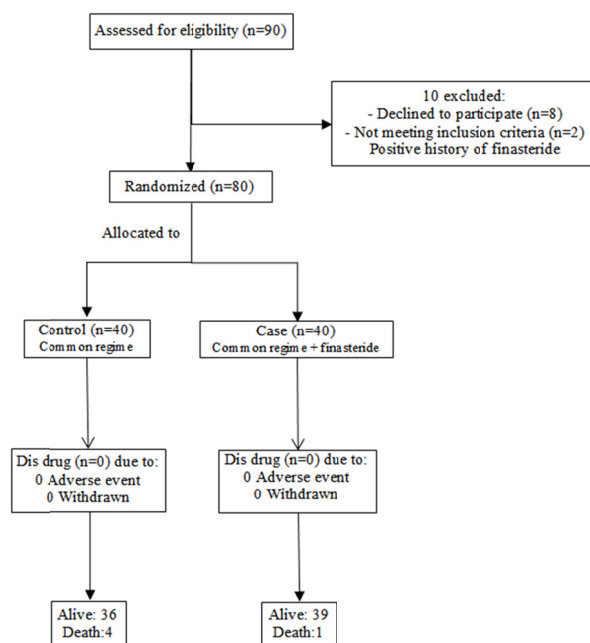 Assessed for eligibility (n=90)
10 excluded:
- Declined to participate (n=8)
- Not meeting inclusion criteria (n=2)
Positive history of finasteride
Randomized (n=80)
Allocated to
Control (n=40)
Common regime
Case (n=40)
Common regime + finasteride
Dis drug (n=0) due to:
0 Adverse event
0 Withdrawn
Dis drug (n=0) due to:
0 Adverse event
0 Withdrawn
Alive: 36
Death:4
Alive: 39
Death:1